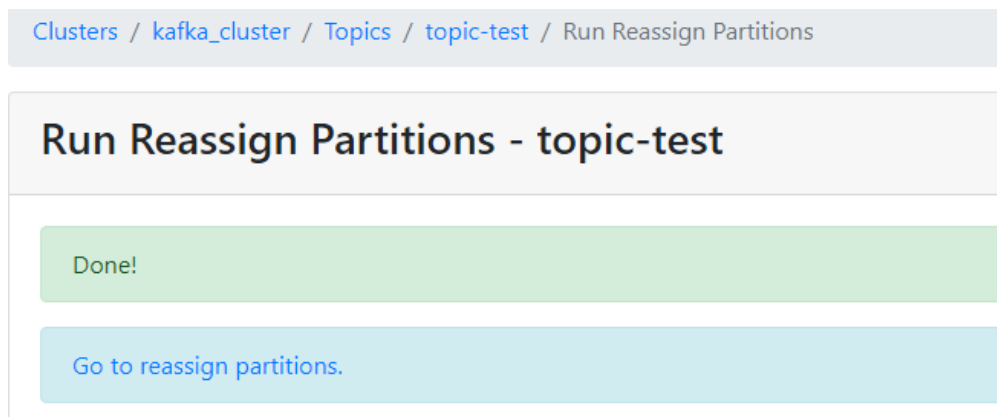 Clusters / kafka_cluster / Topics / topic-test / Run Reassign Partitions
Run Reassign Partitions - topic-test
Done!
Go to reassign partitions.